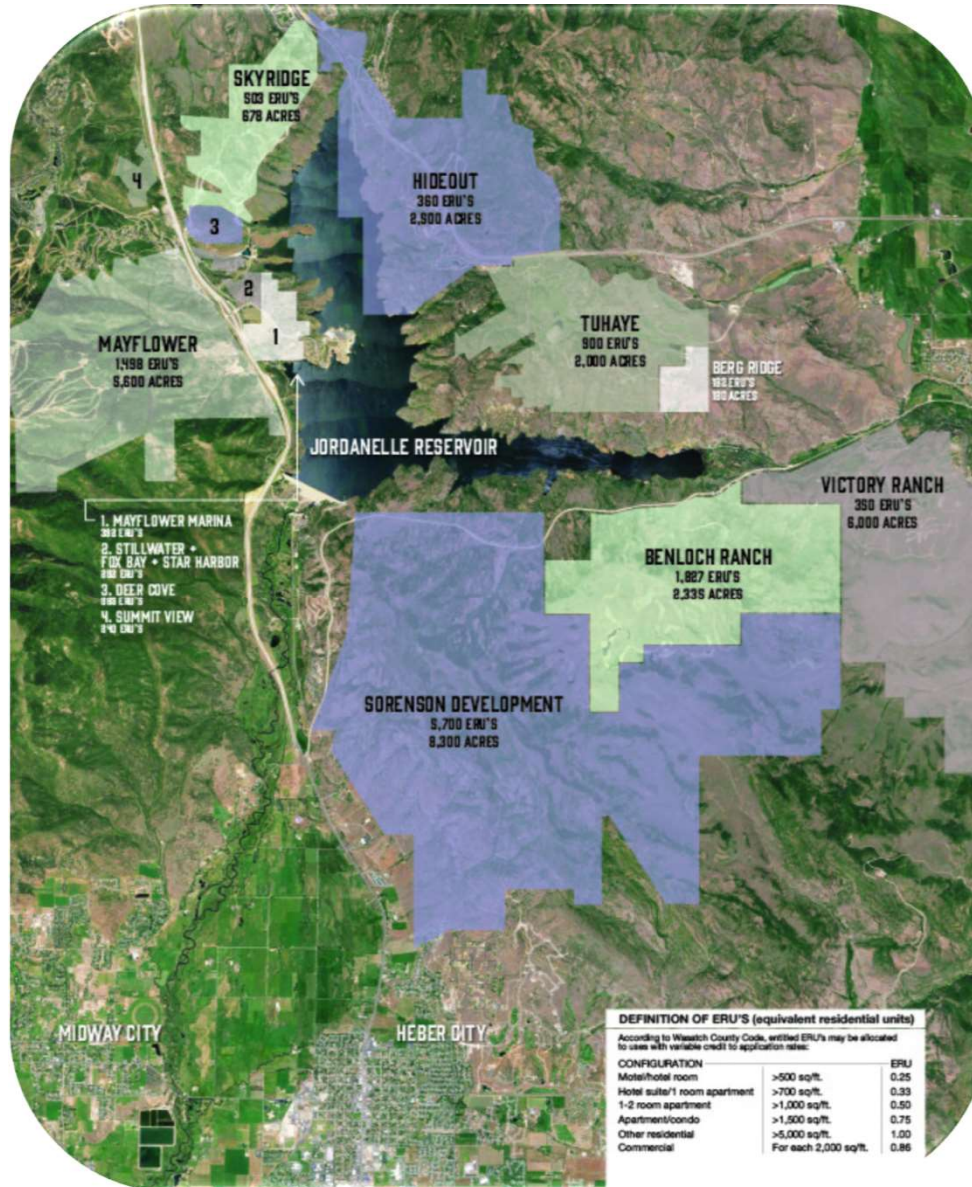 SKYRIDGE
503 ERU'S
678 ACRES
4
HIDEOUT
360 ERU'S
2,900 ACRES
3
2
1
MAYFLOWER
1,498 ERU'S
5,600 ACRES
TUHAYE
900 ERU'S
2,000 ACRES
BERG RIDGE
ERU'S
ACRES
JORDANELLE RESERVOIR
VICTORY RANCH
350 ERU'S
6,000 ACRES
1. MAYFLOWER MARINA
ERU'S
2. STILLWATER +
FOX BAY + STAR HARBOR
ERU'S
3. DEER COVE
ERU'S
4. SUMMIT VIEW
ERU'S
BENLOCH RANCH
1,827 ERU'S
2,335 ACRES
SORENSON DEVELOPMENT
5,700 ERU'S
8,300 ACRES
MIDWAY CITY
HEBER CITY
DEFINITION OF ERU'S (equivalent residential units)
According to Wasatch County Code, entitled ERU's may be allocated
to uses with variable credit to application rates:
CONFIGURATION ERU
Motel/hotel room >500 sq/ft. 0.25
Hotel suite/1 room apartment >700 sq/ft. 0.33
1-2 room apartment >1,000 sq/ft. 0.50
Apartment/condo >1,500 sq/ft. 0.75
Other residential >5,000 sq/ft. 1.00
Commercial For each 2,000 sq/ft. 0.86